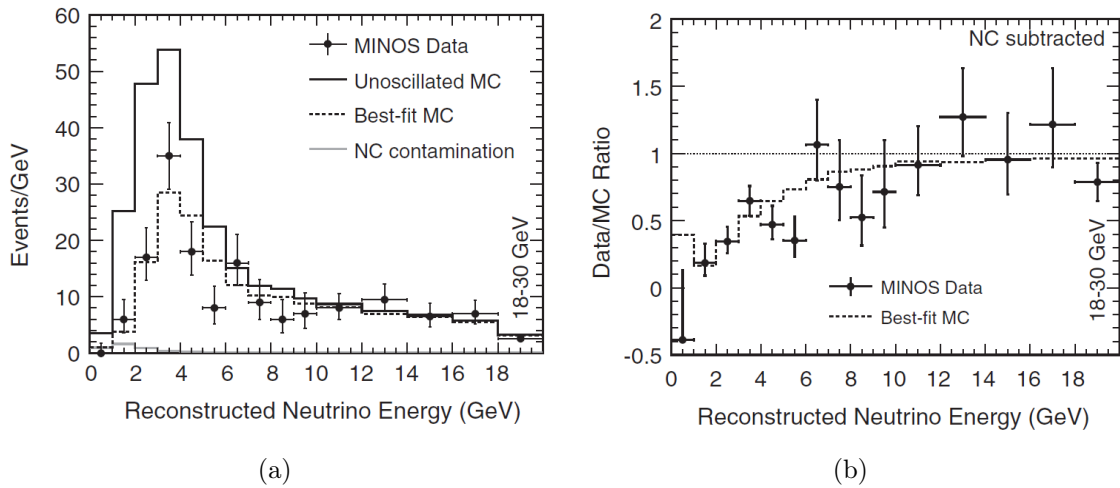 60
50
40
30
20
10
0
Events/GeV
MINOS Data
Unoscillated MC
Best-fit MC
NC contamination
18-30 GeV
0 2 4 6 8 10 12 14 16 18
Reconstructed Neutrino Energy (GeV)
(a)
2
1.5
1
0.5
0
-0.5
Data/MC Ratio
NC subtracted
MINOS Data
Best-fit MC
18-30 GeV
0 2 4 6 8 10 12 14 16 18
Reconstructed Neutrino Energy (GeV)
(b)